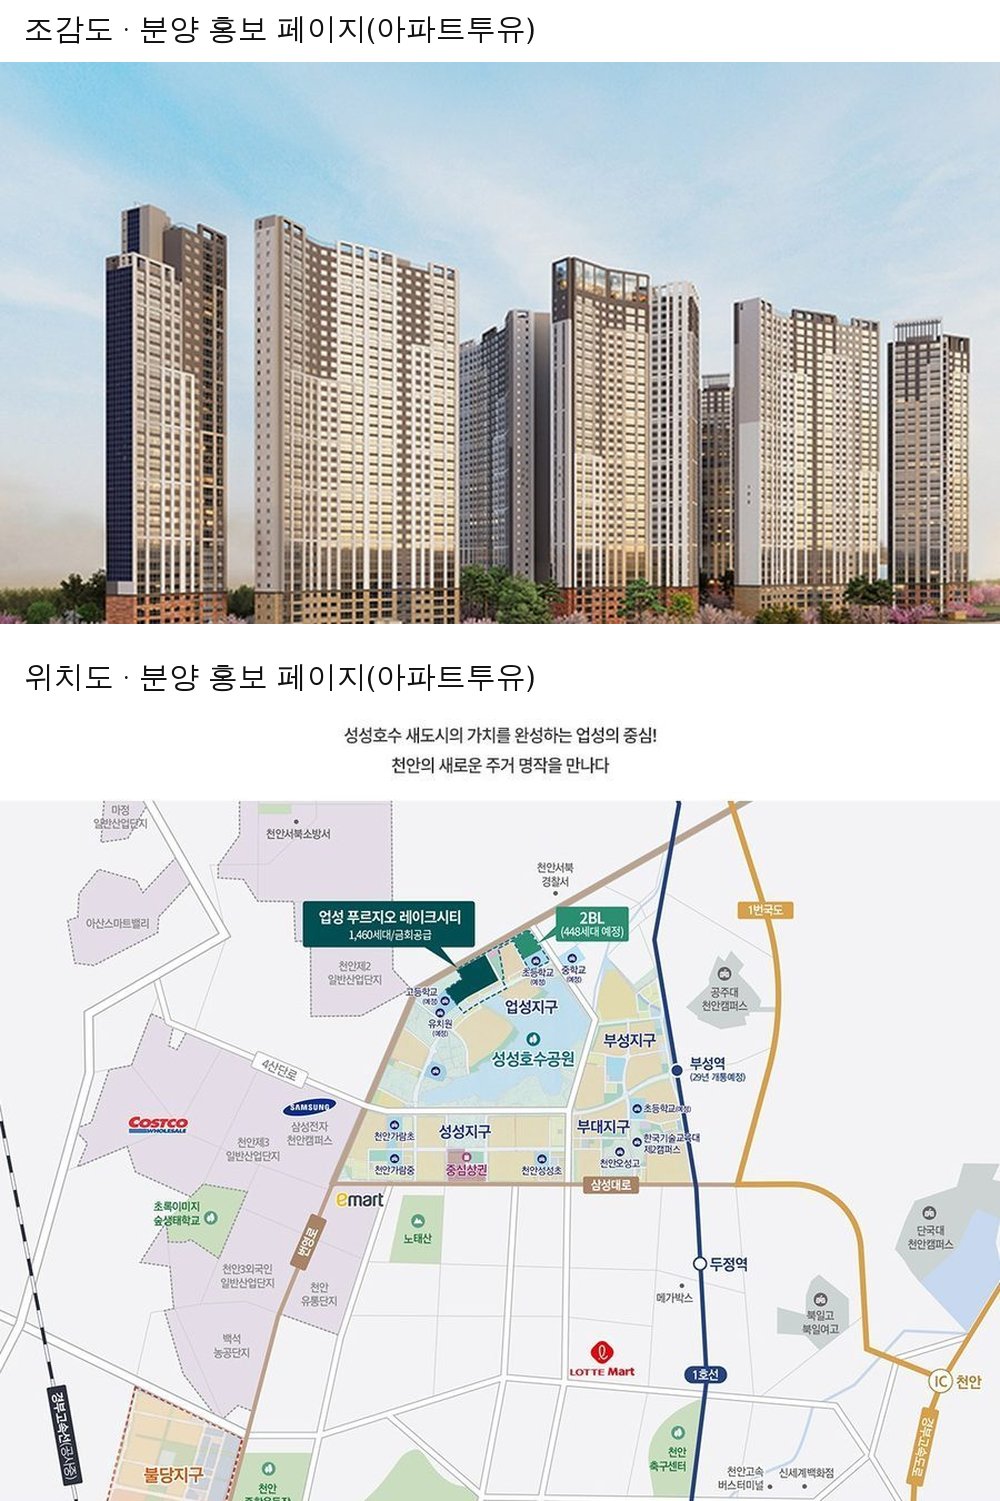 조감도 · 분양 홍보 페이지(아파트투유)
위치도 · 분양 홍보 페이지(아파트투유)
성성호수 새도시의 가치를 완성하는 업성의 중심!
천안의 새로운 주거 명작을 만나다
마정
일반산업단지
천안서북소방서
천안서북
경찰서
아산스마트밸리
업성 푸르지오 레이크시티
1,460세대/금회공급
2BL
(448세대 예정)
1번국도
천안제2
일반산업단지
고등학교
(예정)
유치원
(예정)
초등학교
(예정)
중학교
(예정)
공주대
천안캠퍼스
업성지구
성성호수공원
부성지구
부성역
(29년 개통예정)
4산단로
COSTCO
WHOLESALE
SAMSUNG
삼성전자
천안캠퍼스
천안제3
일반산업단지
천안가람초
성성지구
부대지구
초등학교(예정)
한국기술교육대
제2캠퍼스
천안가람중
중심상권
천안성성초
천안오성고
삼성대로
emart
초록이미지
숲생태학교
번영로
노태산
단국대
천안캠퍼스
천안3외국인
일반산업단지
천안
유통단지
두정역
메가박스
북일고
북일여고
백석
농공단지
LOTTE Mart
1호선
IC 천안
경부고속선(공사중)
불당지구
천안
축구센터
경부고속도로
천안고속
버스터미널
신세계백화점
천안
종합운동장